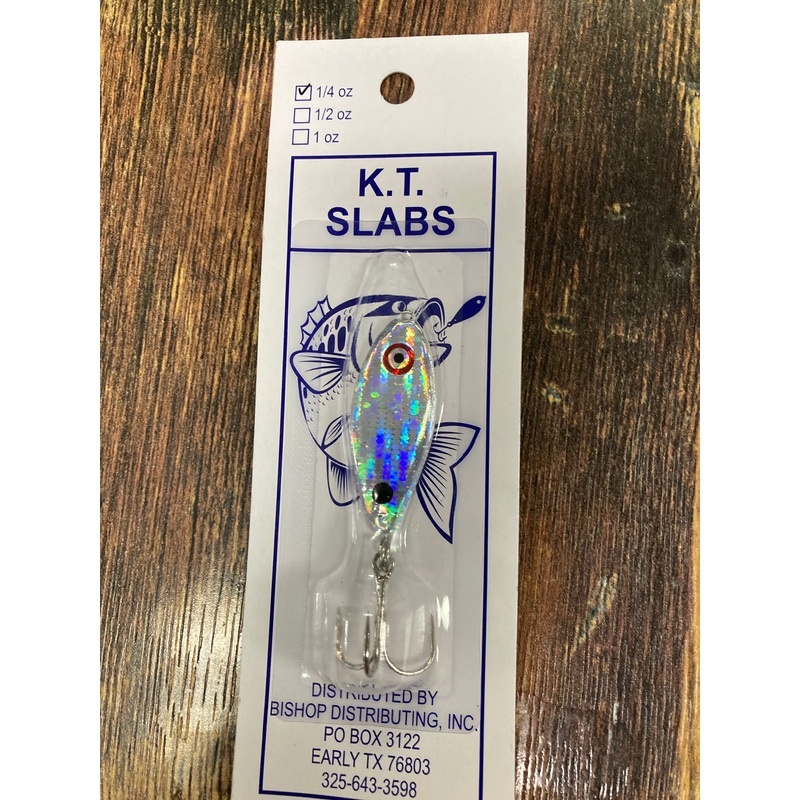 1/4 oz
1/2 oz
1 oz
K.T.
SLABS
DISTRIBUTED BY
BISHOP DISTRIBUTING, INC.
PO BOX 3122
EARLY TX 76803
325-643-3598